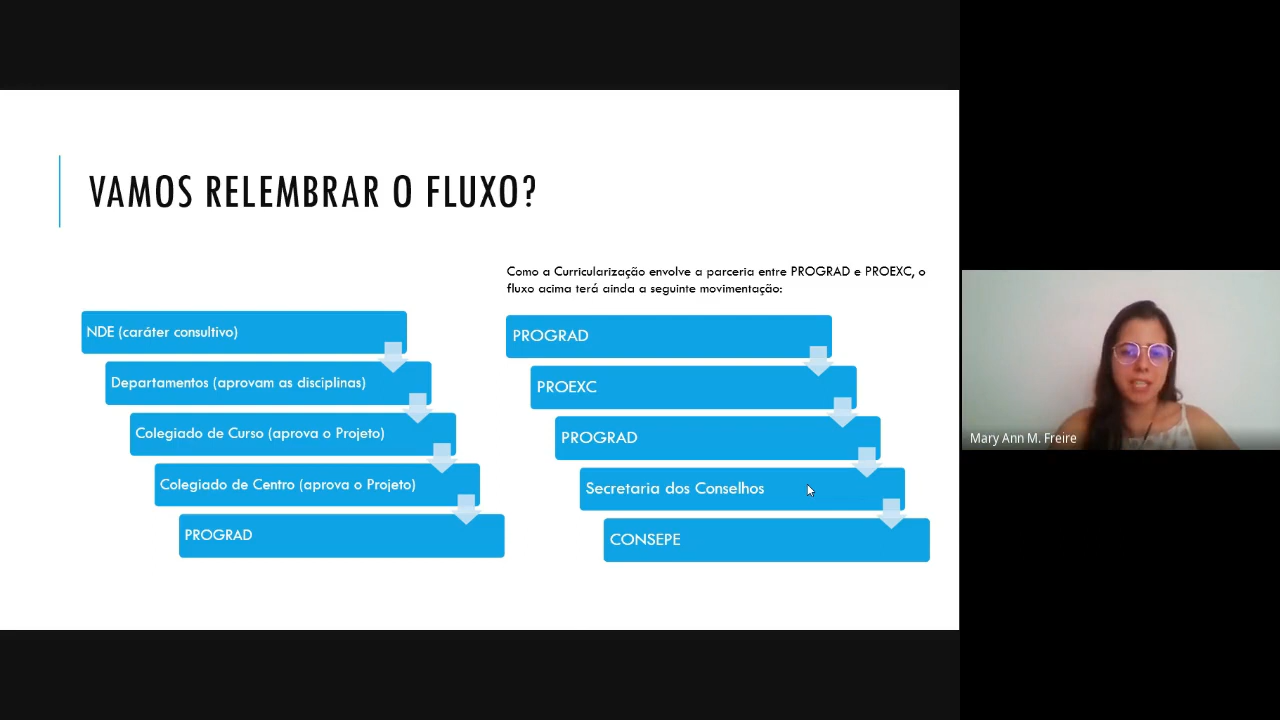 VAMOS RELEMBRAR O FLUXO?
NDE (caráter consultivo)
Departamentos (aprovam as disciplinas)
Colegiado de Curso (aprova o Projeto)
Colegiado de Centro (aprova o Projeto)
PROGRAD
Como a Curricularização envolve a parceria entre PROGRAD e PROEXC, o
fluxo acima terá ainda a seguinte movimentação:
PROGRAD
PROEXC
PROGRAD
Secretaria dos Conselhos
CONSEPE
Mary Ann M. Freire